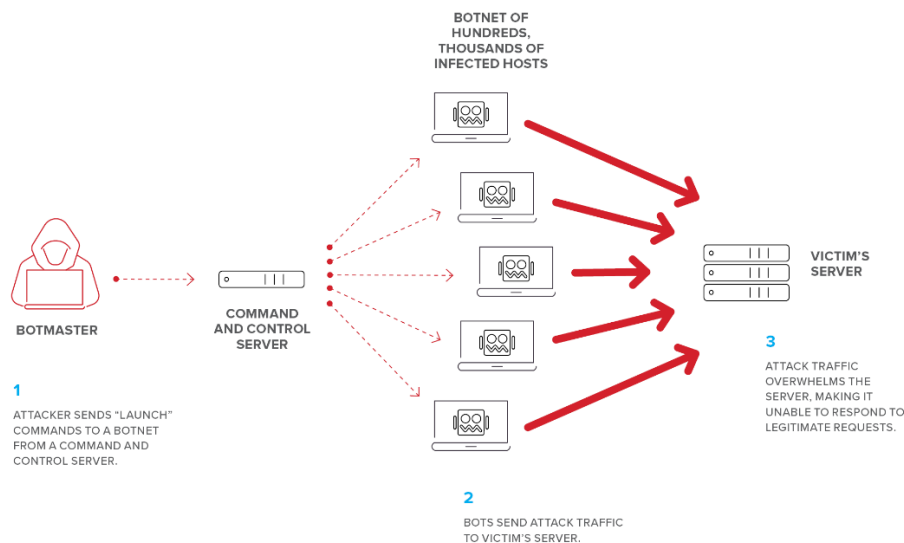 BOTNET OF
HUNDREDS,
THOUSANDS OF
INFECTED HOSTS
BOTMASTER
COMMAND
AND CONTROL
SERVER
VICTIM'S
SERVER
1
ATTACKER SENDS “LAUNCH”
COMMANDS TO A BOTNET
FROM A COMMAND AND
CONTROL SERVER.
2
BOTS SEND ATTACK TRAFFIC
TO VICTIM'S SERVER.
3
ATTACK TRAFFIC
OVERWHELMS THE
SERVER, MAKING IT
UNABLE TO RESPOND TO
LEGITIMATE REQUESTS.